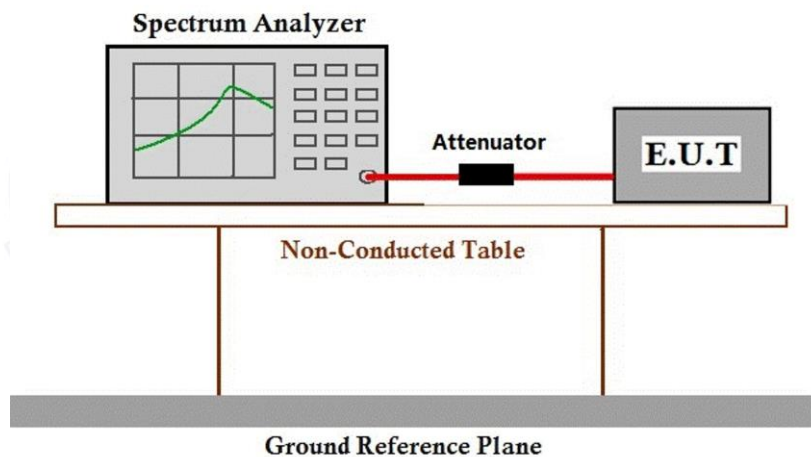 Spectrum Analyzer
Attenuator
E.U.T
Non-Conducted Table
Ground Reference Plane